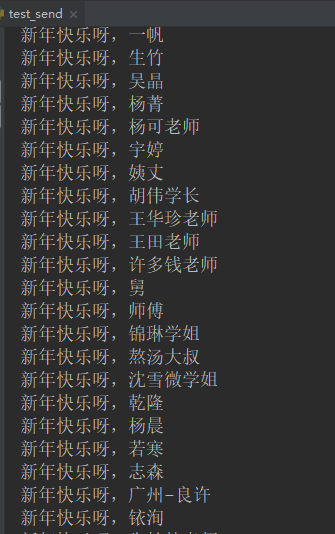 test_send
新年快乐呀，一帆
新年快乐呀，生竹
新年快乐呀，吴晶
新年快乐呀，杨菁
新年快乐呀，杨可老师
新年快乐呀，宇婷
新年快乐呀，姨丈
新年快乐呀，胡伟学长
新年快乐呀，王华珍老师
新年快乐呀，王田老师
新年快乐呀，许多钱老师
新年快乐呀，舅
新年快乐呀，师傅
新年快乐呀，锦琳学姐
新年快乐呀，熬汤大叔
新年快乐呀，沈雪微学姐
新年快乐呀，乾隆
新年快乐呀，杨晨
新年快乐呀，若寒
新年快乐呀，志森
新年快乐呀，广州-良许
新年快乐呀，铱洵